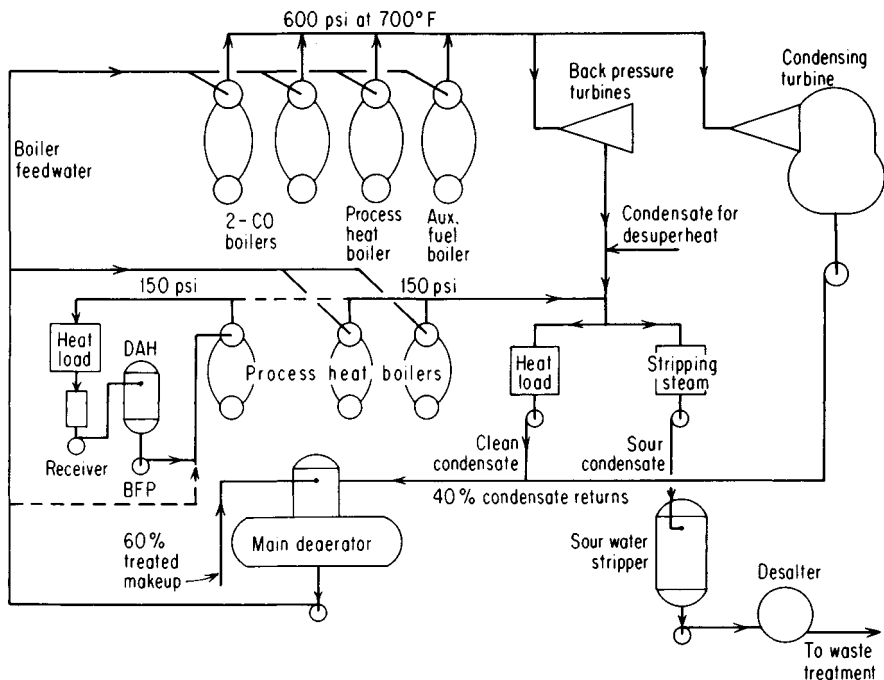 600 psi at 700°F
Back pressure
turbines
Condensing
turbine
Boiler
feedwater
2-CO
boilers
Process
heat
boiler
Aux.
fuel
boiler
Condensate for
desuperheat
150 psi
150 psi
Heat
load
DAH
Process heat boilers
Heat
load
Stripping
steam
Receiver
BFP
Clean
condensate
Sour
condensate
40% condensate returns
60%
treated
makeup
Main deaerator
Sour water
stripper
Desalter
To waste
treatment